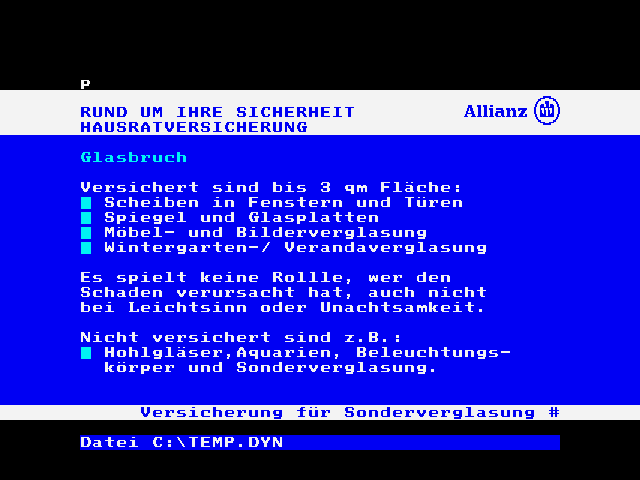 P
RUND UM IHRE SICHERHEIT
Allianz
HAUSRATVERSICHERUNG
Glasbruch
Versichert sind bis 3 qm Fläche:
Scheiben in Fenstern und Türen
Spiegel und Glasplatten
Möbel- und Bilderverglasung
Wintergarten-/ Verandaverglasung
Es spielt keine Rollle, wer den
Schaden verursacht hat, auch nicht
bei Leichtsinn oder Unachtsamkeit.
Nicht versichert sind z.B.:
Hohlgläser,Aquarien, Beleuchtungs-
körper und Sonderverglasung.
Versicherung für Sonderverglasung #
Datei C:\TEMP.DYN